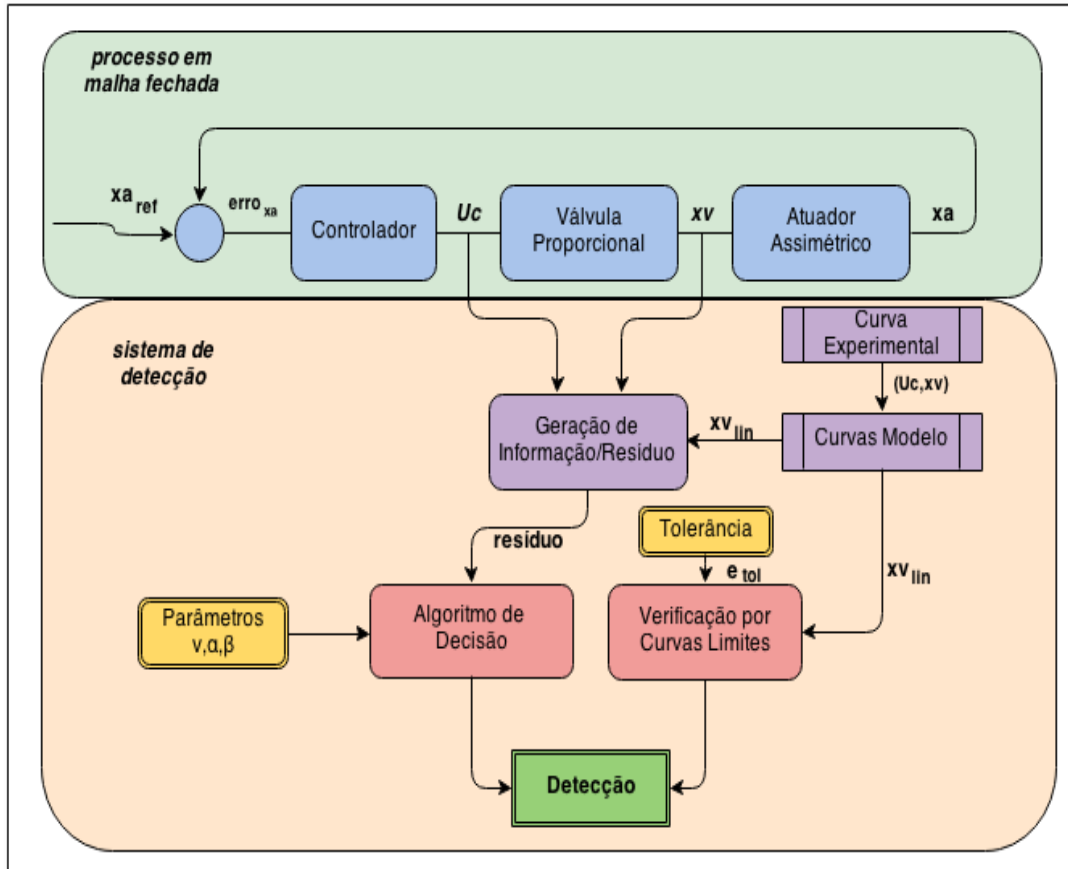 processo em
malha fechada
xa ref
erro xa
Controlador
Uc
Válvula
Proporcional
xv
Atuador
Assimétrico
xa
sistema de
detecção
Curva
Experimental
(Uc,xv)
Geração de
Informação/Resíduo
xv lin
Curvas Modelo
resíduo
Tolerância
e tol
xv lin
Parâmetros
v,α,β
Algoritmo de
Decisão
Verificação por
Curvas Limites
Detecção